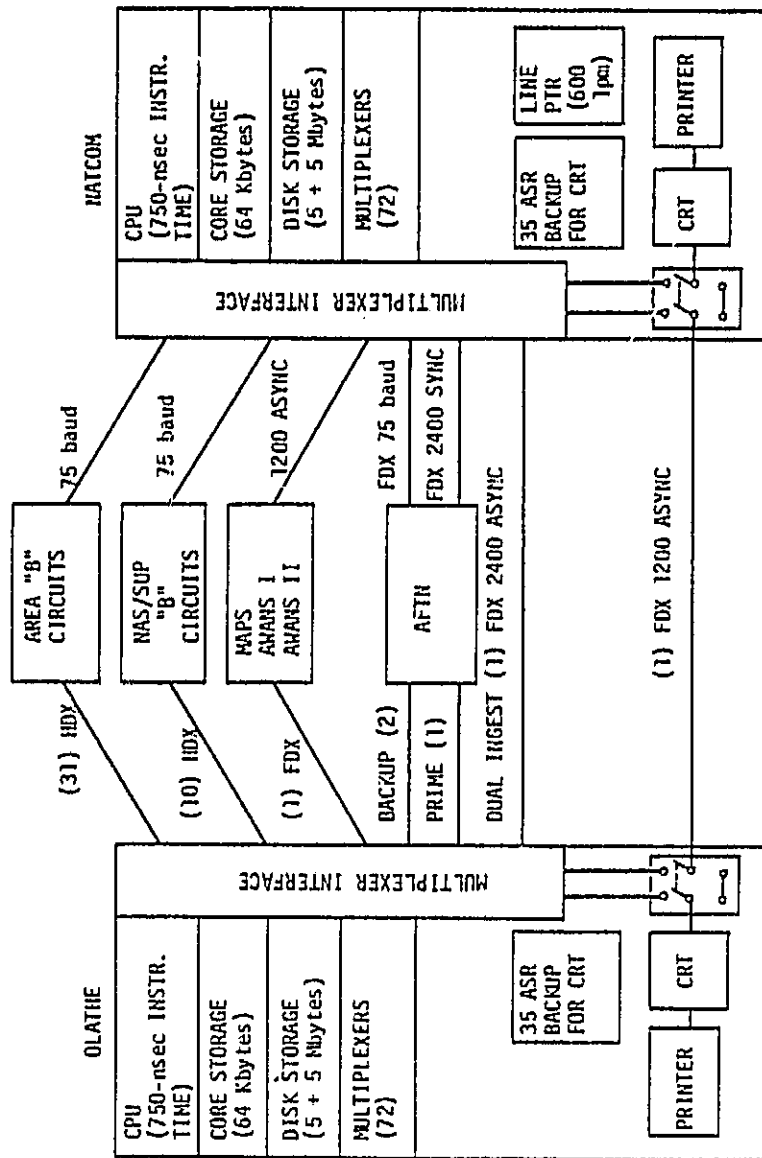 OLATHE
CPU
(750-nsec INSTR.
TIME)
CORE STORAGE
(64 Kbytes)
DISK STORAGE
(5 + 5 Mbytes)
MULTIPLEXERS
(72)
MULTIPLEXER INTERFACE
35 ASR
BACKUP
FOR CRT
PRINTER
CRT
(31) HDX
AREA "B"
CIRCUITS
75 baud
(10) HDX
NAS/SUP
"B"
CIRCUITS
75 baud
(1) FDX
MAPS
AWANS I
AWANS II
1200 ASYNC
BACKUP (2)
PRIME (1)
AFTN
FDX 75 baud
FDX 2400 SYNC
DUAL INGEST (1) FDX 2400 ASYNC
(1) FDX 1200 ASYNC
NATCOM
CPU
(750-nsec INSTR.
TIME)
CORE STORAGE
(64 Kbytes)
DISK STORAGE
(5 + 5 Mbytes)
MULTIPLEXERS
(72)
MULTIPLEXER INTERFACE
35 ASR
BACKUP
FOR CRT
LINE
PTR
(600
lpm)
CRT
PRINTER